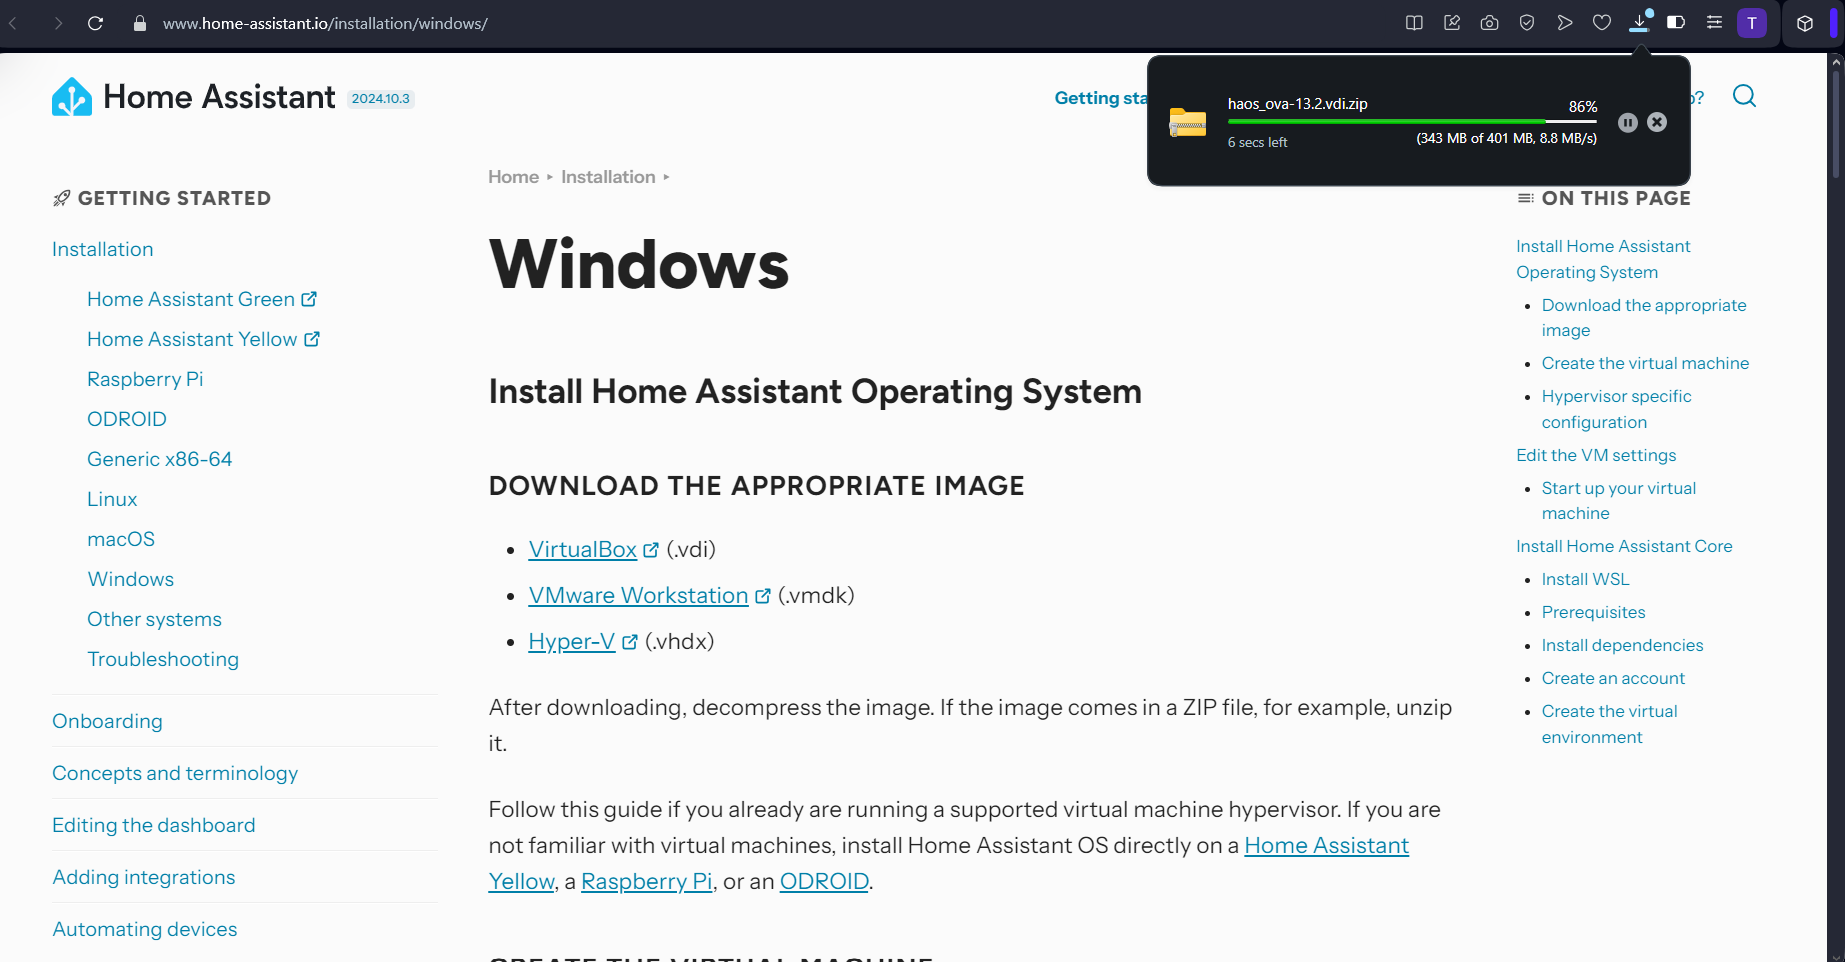 www.home-assistant.io/installation/windows/
T
Home Assistant 2024.10.3
Getting sta
?
haos_ova-13.2.vdi.zip
86%
6 secs left
(343 MB of 401 MB, 8.8 MB/s)
GETTING STARTED
Installation
Home Assistant Green
Home Assistant Yellow
Raspberry Pi
ODROID
Generic x86-64
Linux
macOS
Windows
Other systems
Troubleshooting
Onboarding
Concepts and terminology
Editing the dashboard
Adding integrations
Automating devices
Home ‣ Installation ‣
Windows
Install Home Assistant Operating System
DOWNLOAD THE APPROPRIATE IMAGE
• VirtualBox (.vdi)
• VMware Workstation (.vmdk)
• Hyper-V (.vhdx)
After downloading, decompress the image. If the image comes in a ZIP file, for example, unzip
it.
Follow this guide if you already are running a supported virtual machine hypervisor. If you are
not familiar with virtual machines, install Home Assistant OS directly on a Home Assistant
Yellow, a Raspberry Pi, or an ODROID.
CREATE THE VIRTUAL MACHINE
ON THIS PAGE
Install Home Assistant
Operating System
• Download the appropriate
image
• Create the virtual machine
• Hypervisor specific
configuration
Edit the VM settings
• Start up your virtual
machine
Install Home Assistant Core
• Install WSL
• Prerequisites
• Install dependencies
• Create an account
• Create the virtual
environment